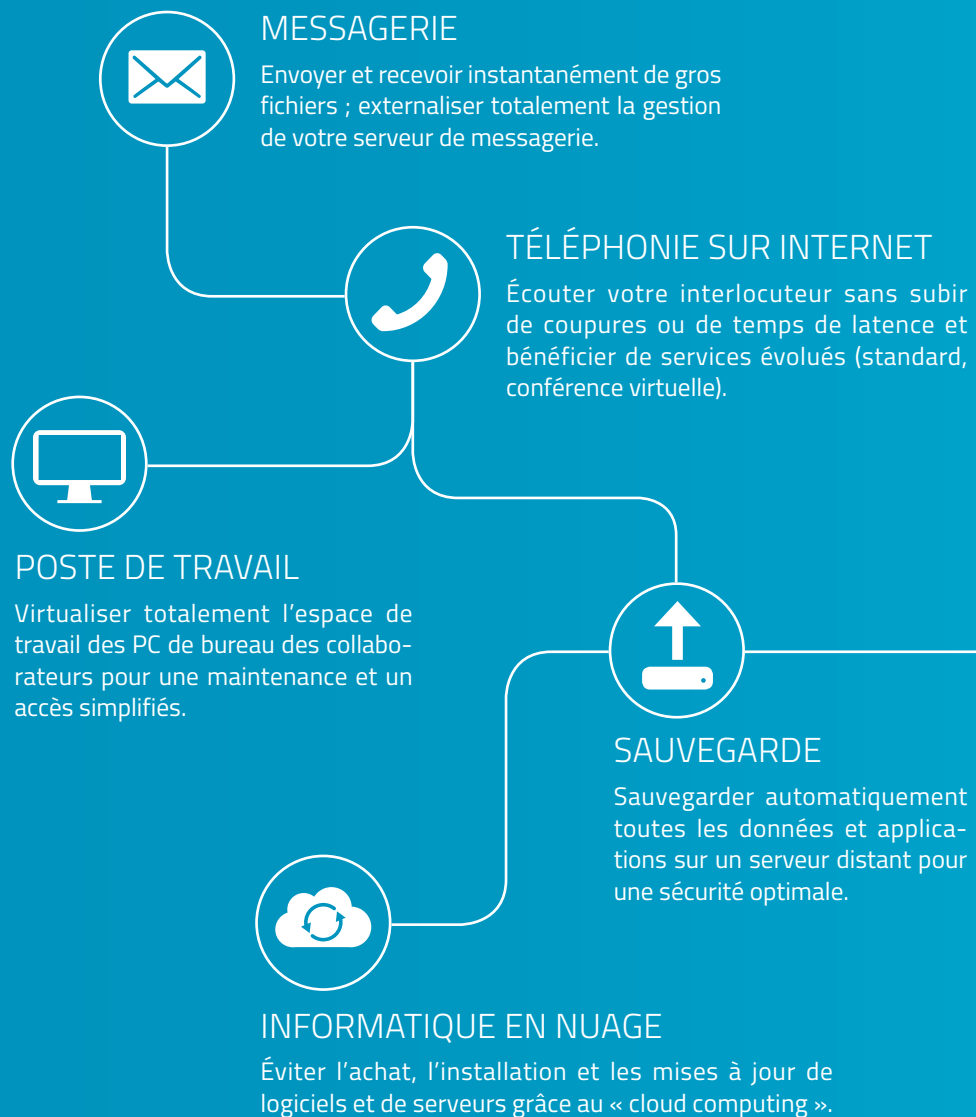 MESSAGERIE
Envoyer et recevoir instantanément de gros
fichiers ; externaliser totalement la gestion
de votre serveur de messagerie.
TÉLÉPHONIE SUR INTERNET
Écouter votre interlocuteur sans subir
de coupures ou de temps de latence et
bénéficier de services évolués (standard,
conférence virtuelle).
POSTE DE TRAVAIL
Virtualiser totalement l’espace de
travail des PC de bureau des collabo-
rateurs pour une maintenance et un
accès simplifiés.
SAUVEGARDE
Sauvegarder automatiquement
toutes les données et applica-
tions sur un serveur distant pour
une sécurité optimale.
INFORMATIQUE EN NUAGE
Éviter l’achat, l’installation et les mises à jour de
logiciels et de serveurs grâce au « cloud computing ».